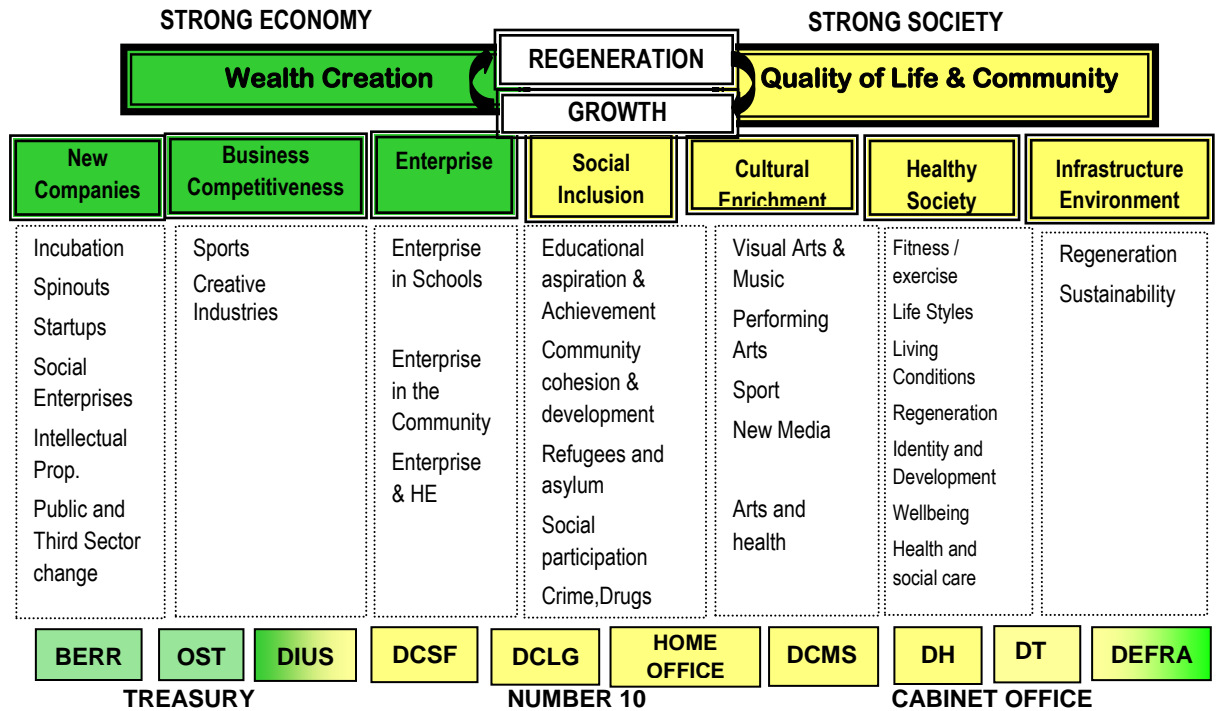 STRONG ECONOMY
STRONG SOCIETY
Wealth Creation
REGENERATION
GROWTH
Quality of Life & Community
New
Companies
Business
Competitiveness
Enterprise
Social
Inclusion
Cultural
Enrichment
Healthy
Society
Infrastructure
Environment
Incubation
Spinouts
Startups
Social
Enterprises
Intellectual
Prop.
Public and
Third Sector
change
Sports
Creative
Industries
Enterprise
in Schools
Enterprise
in the
Community
Enterprise
& HE
Educational
aspiration &
Achievement
Community
cohesion &
development
Refugees and
asylum
Social
participation
Crime,Drugs
Visual Arts &
Music
Performing
Arts
Sport
New Media
Arts and
health
Fitness /
exercise
Life Styles
Living
Conditions
Regeneration
Identity and
Development
Wellbeing
Health and
social care
Regeneration
Sustainability
BERR
OST
DIUS
DCSF
DCLG
HOME
OFFICE
DCMS
DH
DT
DEFRA
TREASURY
NUMBER 10
CABINET OFFICE